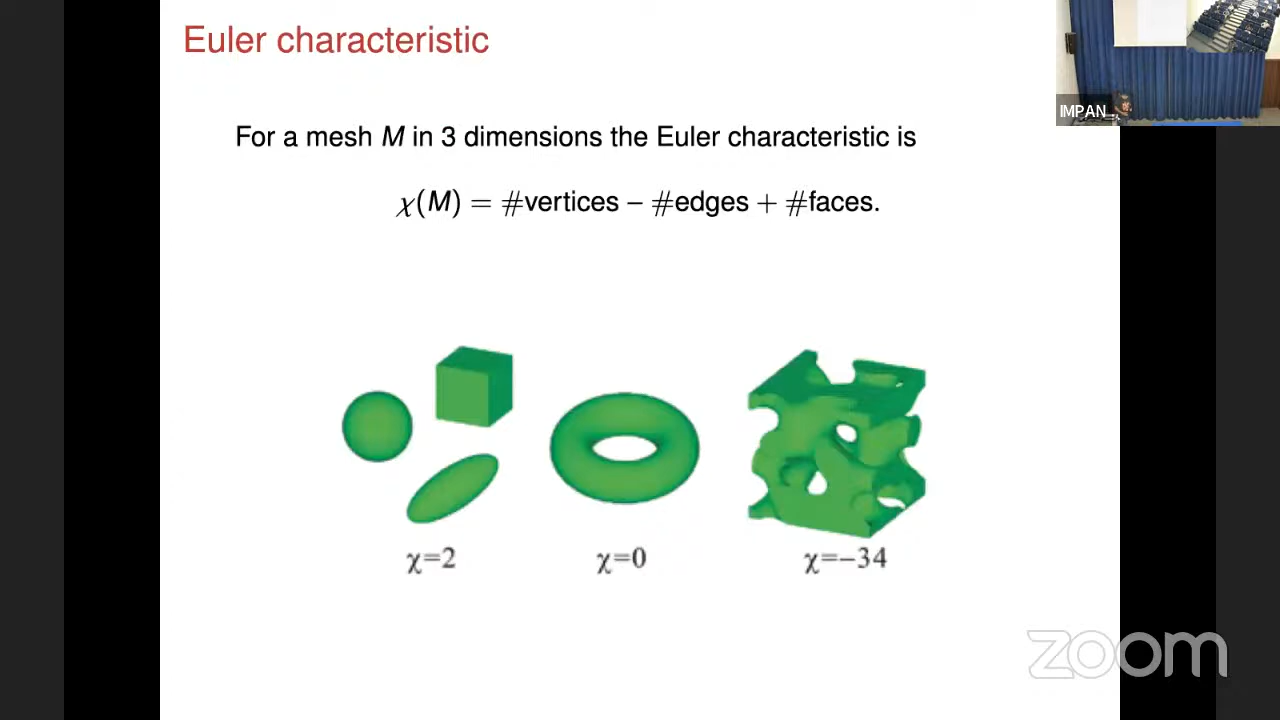 Euler characteristic
IMPAN...
For a mesh M in 3 dimensions the Euler characteristic is
χ(M) = #vertices – #edges + #faces.
χ=2
χ=0
χ=–34
zoom